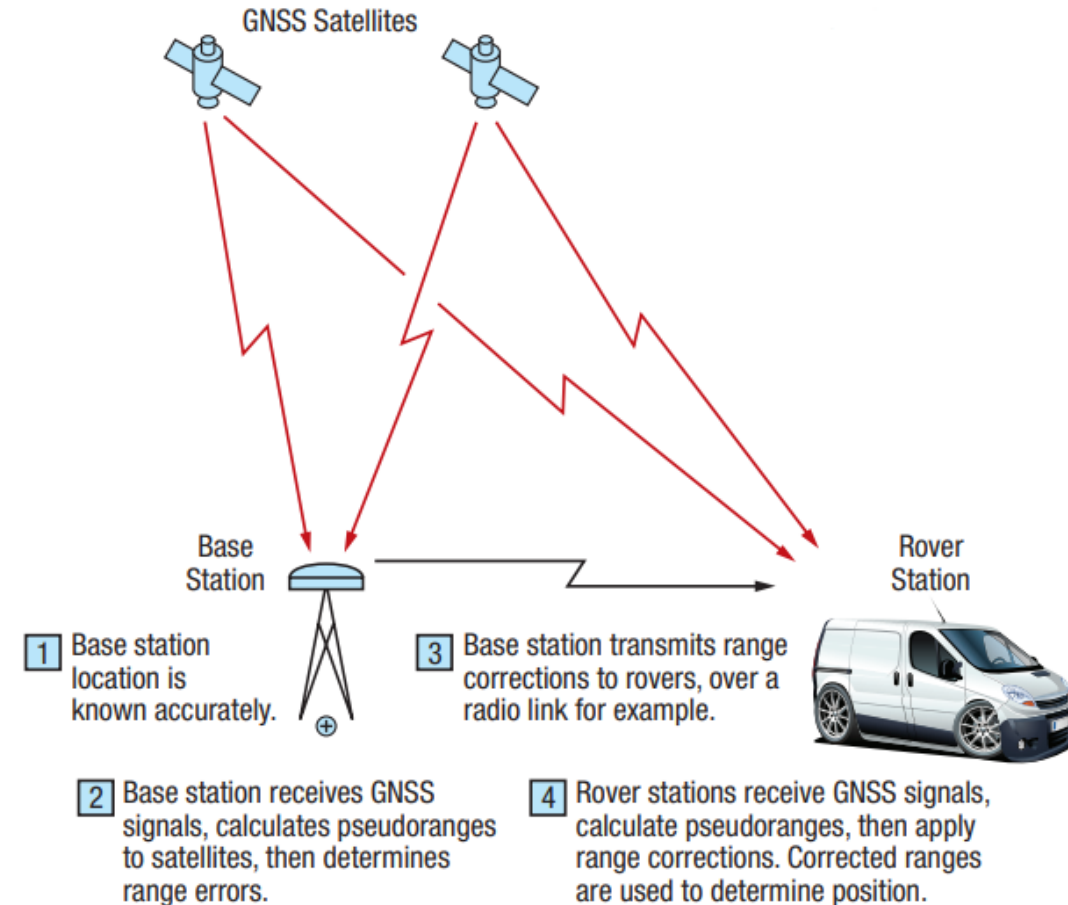 GNSS Satellites
Base
Station
Rover
Station
1 Base station
location is
known accurately.
3 Base station transmits range
corrections to rovers, over a
radio link for example.
2 Base station receives GNSS
signals, calculates pseudoranges
to satellites, then determines
range errors.
4 Rover stations receive GNSS signals,
calculate pseudoranges, then apply
range corrections. Corrected ranges
are used to determine position.